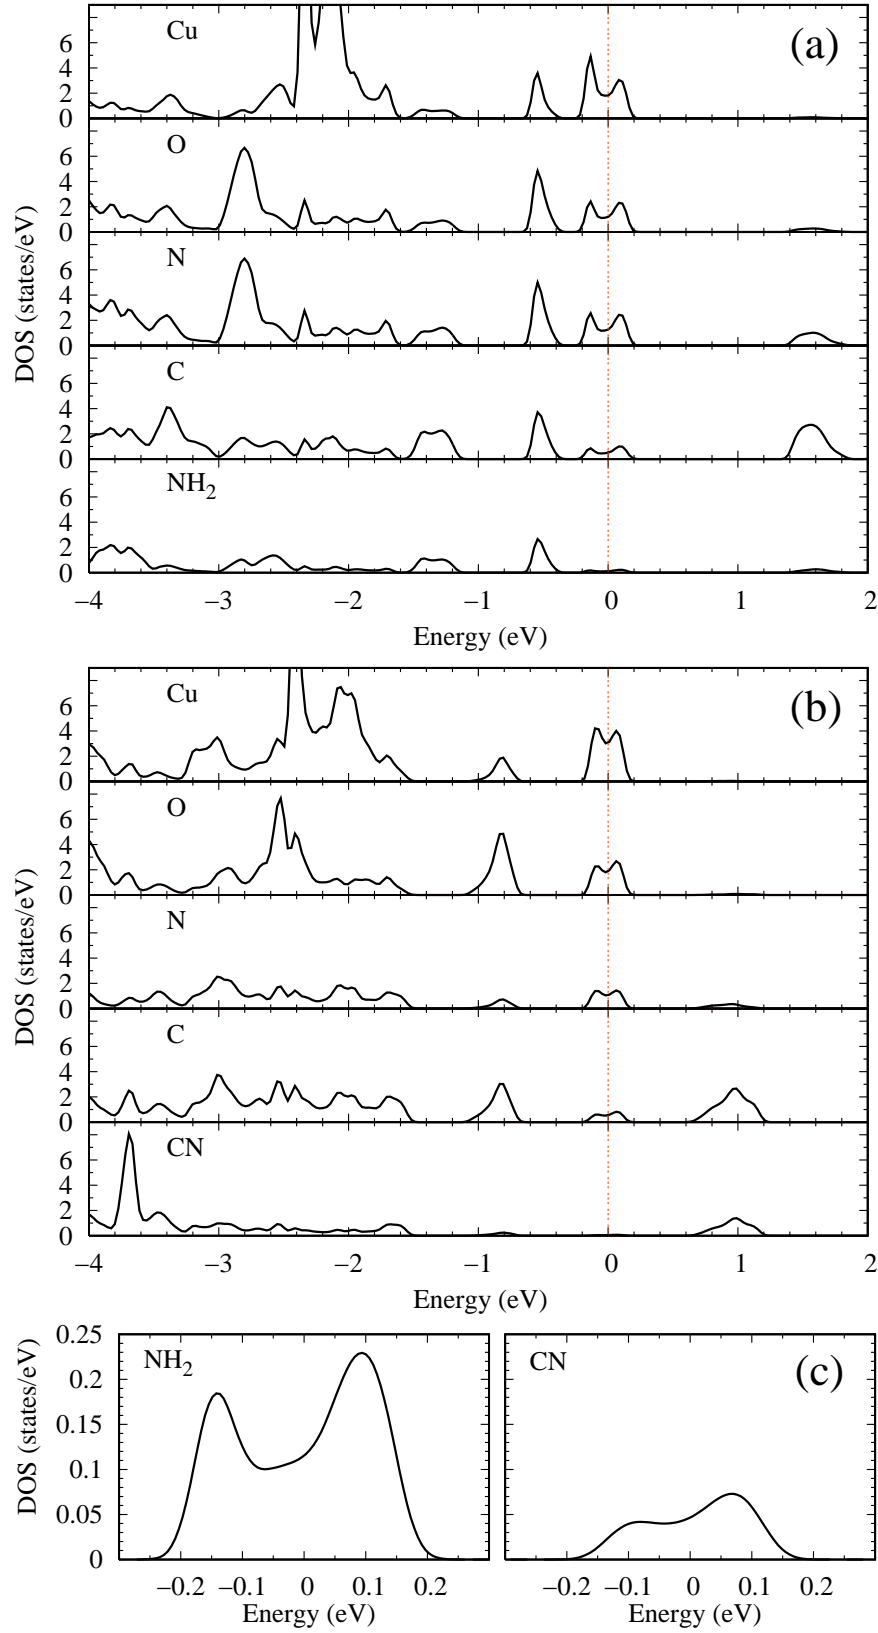 Cu
(a)
6
4
2
0
O
6
4
2
0
N
6
4
2
0
C
6
4
2
0
NH2
6
4
2
0
DOS (states/eV)
−4 −3 −2 −1 0 1 2
Energy (eV)
Cu
(b)
6
4
2
0
O
6
4
2
0
N
6
4
2
0
C
6
4
2
0
CN
6
4
2
0
DOS (states/eV)
−4 −3 −2 −1 0 1 2
Energy (eV)
NH2
0.25
0.2
0.15
0.1
0.05
0
DOS (states/eV)
−0.2 −0.1 0 0.1 0.2
Energy (eV)
CN
(c)
−0.2 −0.1 0 0.1 0.2
Energy (eV)